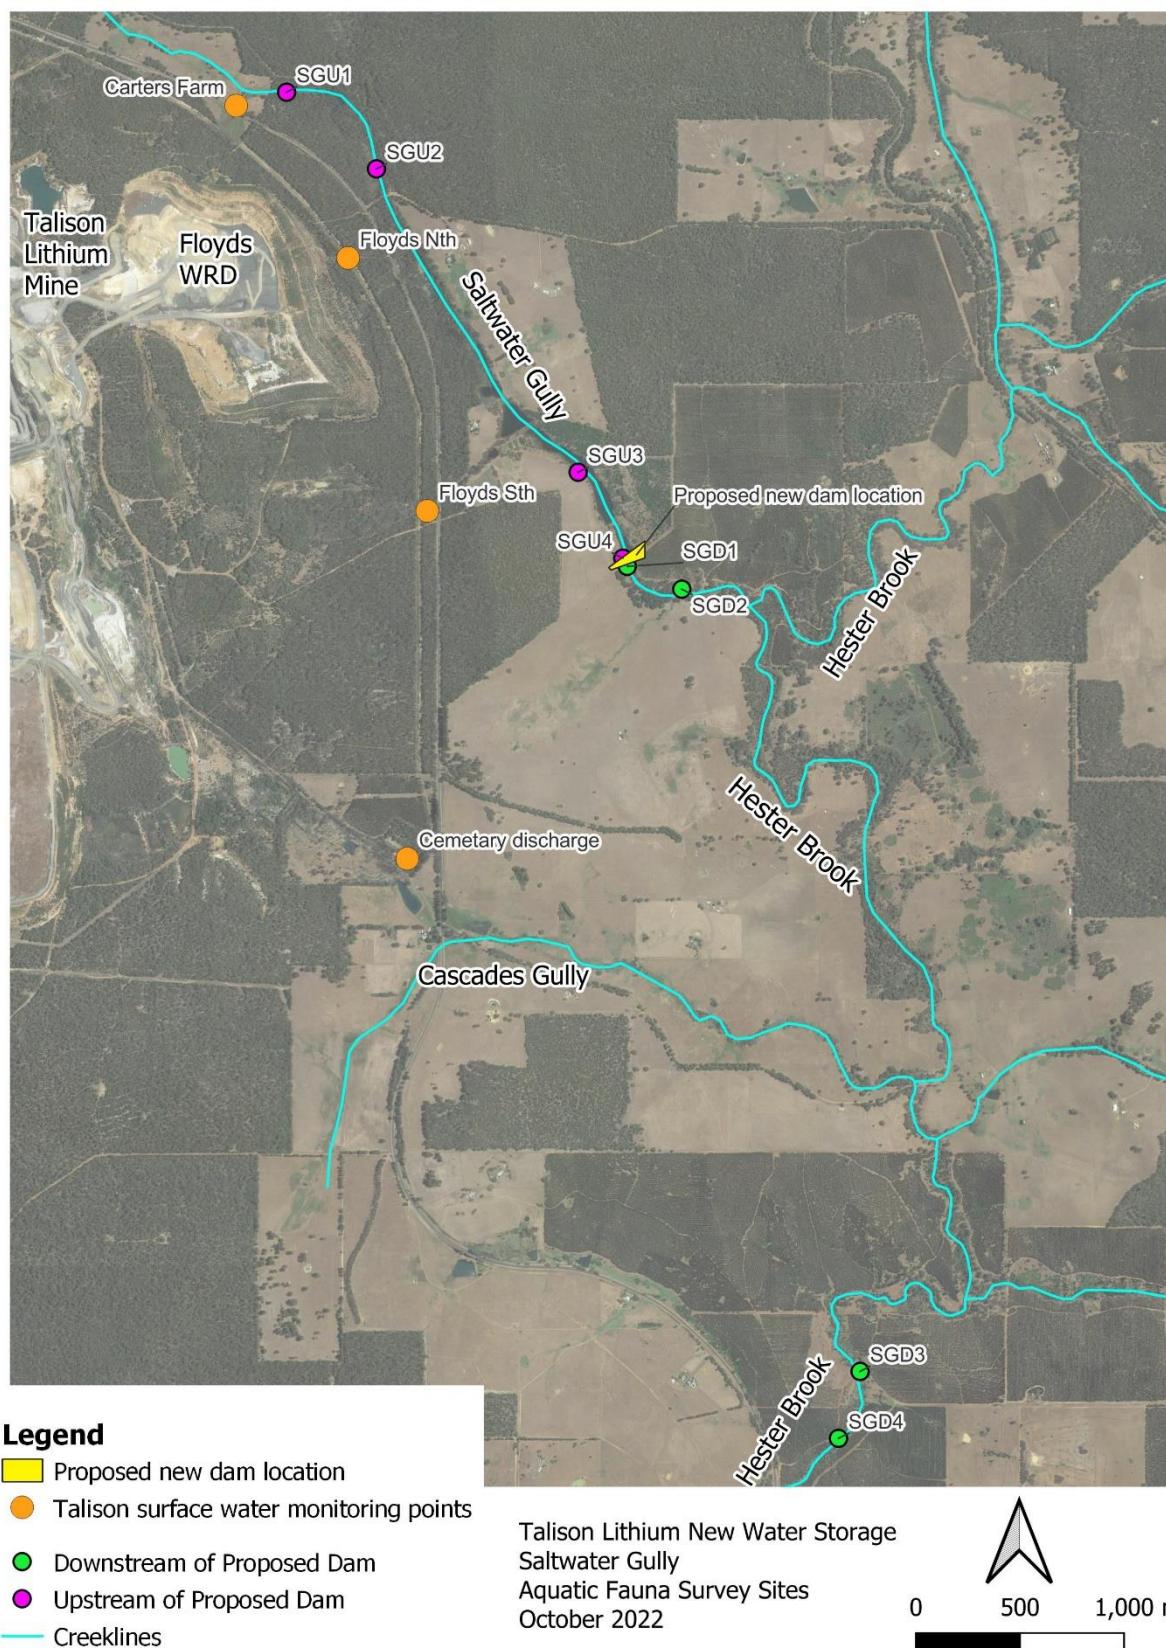 Carters Farm
SGU1
SGU2
Talison
Lithium
Mine
Floyds
WRD
Floyds Nth
Saltwater Gully
SGU3
Floyds Sth
Proposed new dam location
SGU4
SGD1
SGD2
Hester Brook
Hester Brook
Cemetary discharge
Cascades Gully
SGD3
Hester Brook
SGD4
Legend
Proposed new dam location
Talison surface water monitoring points
Downstream of Proposed Dam
Upstream of Proposed Dam
Creeklines
Talison Lithium New Water Storage
Saltwater Gully
Aquatic Fauna Survey Sites
October 2022
0 500 1,000 m